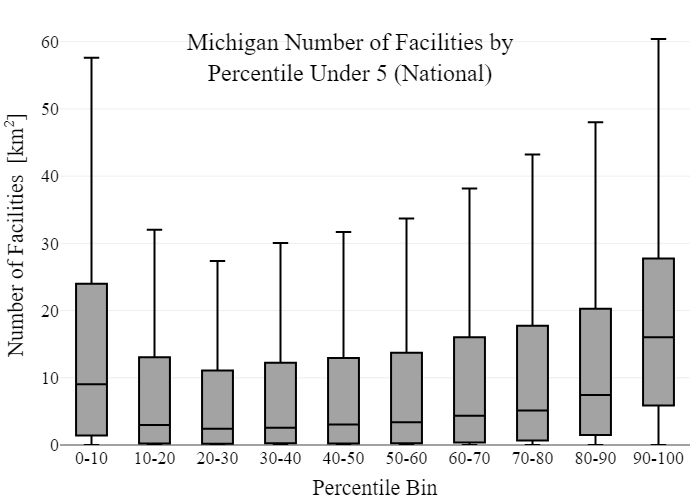 Michigan Number of Facilities by
Percentile Under 5 (National)
Number of Facilities [km²]
60
50
40
30
20
10
0
0-10 10-20 20-30 30-40 40-50 50-60 60-70 70-80 80-90 90-100
Percentile Bin